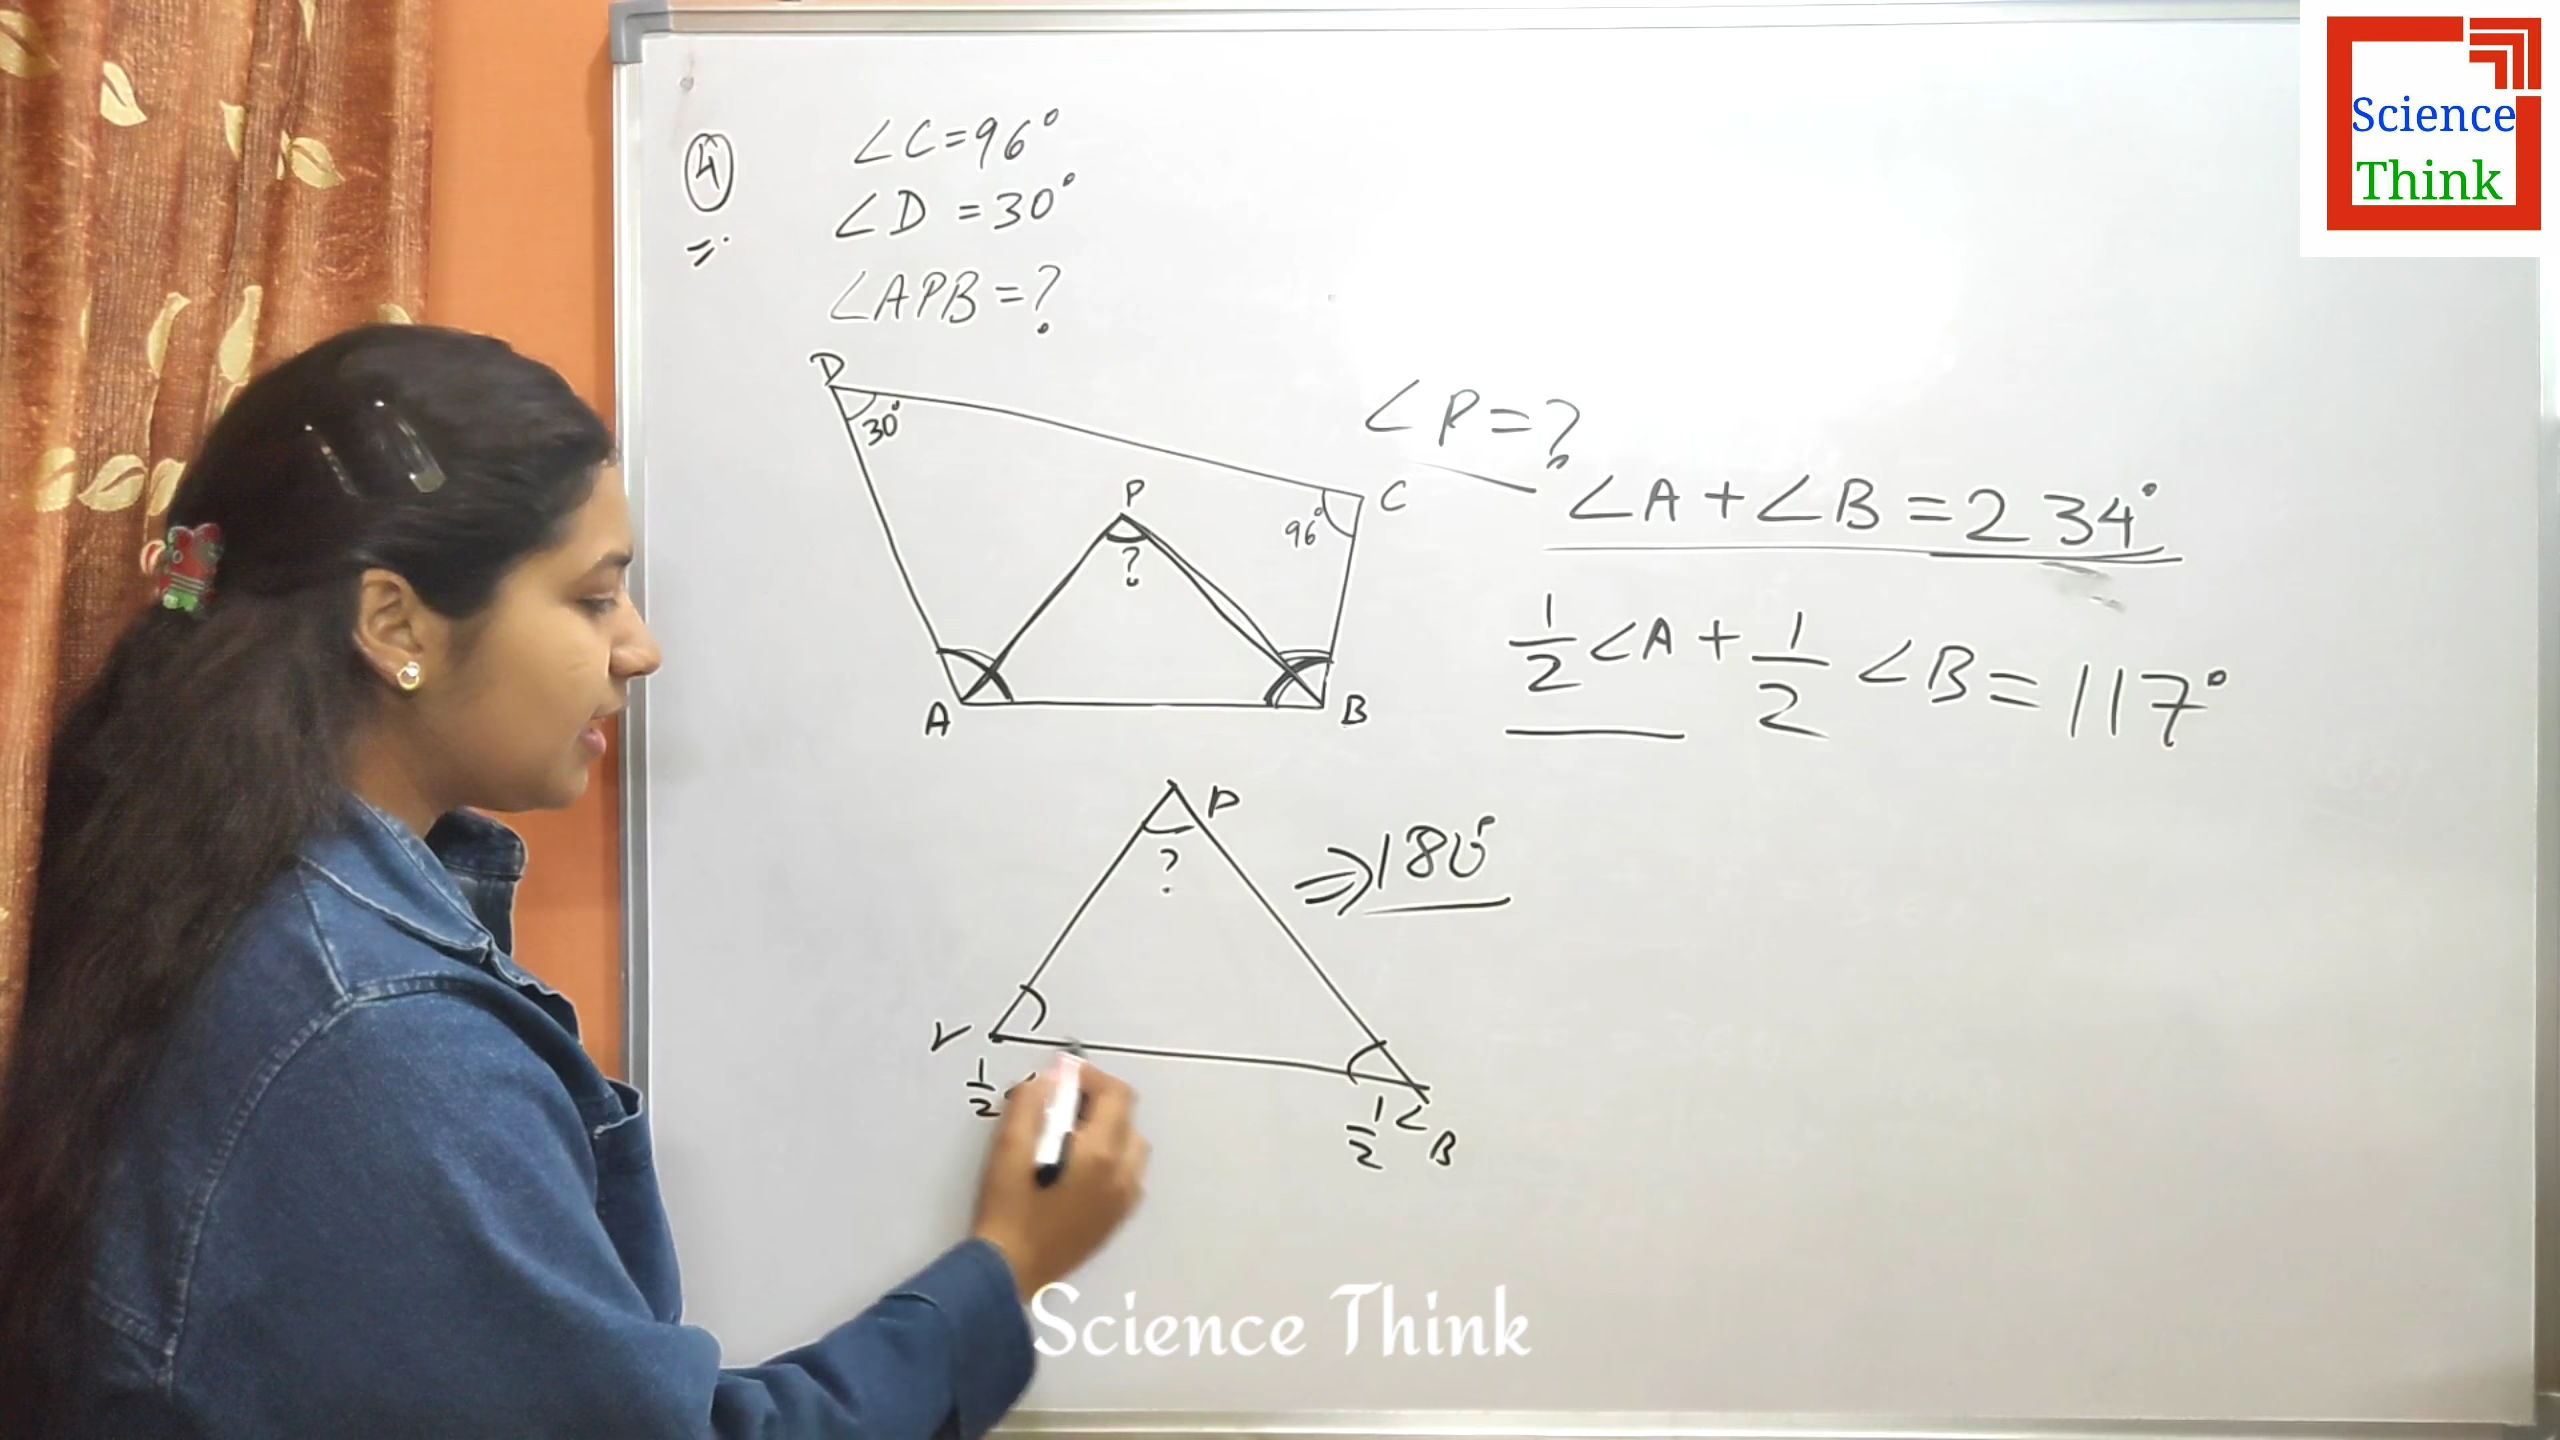 4
∠C=96°
∠D=30°
∠APB=?
D
30°
P
?
C
96°
A
B
∠P=?
∠A+∠B=234°
1/2∠A+1/2∠B=117°
P
?
⇒180°
1/2
1/2∠B
Science
Think
Science Think